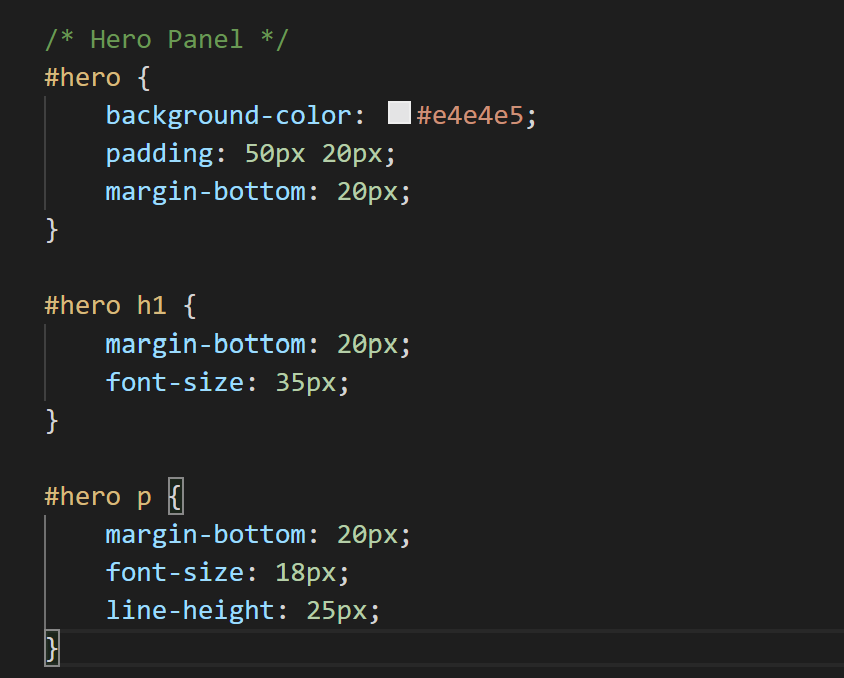 /* Hero Panel */
#hero {
    background-color: #e4e4e5;
    padding: 50px 20px;
    margin-bottom: 20px;
}

#hero h1 {
    margin-bottom: 20px;
    font-size: 35px;
}

#hero p {
    margin-bottom: 20px;
    font-size: 18px;
    line-height: 25px;
}